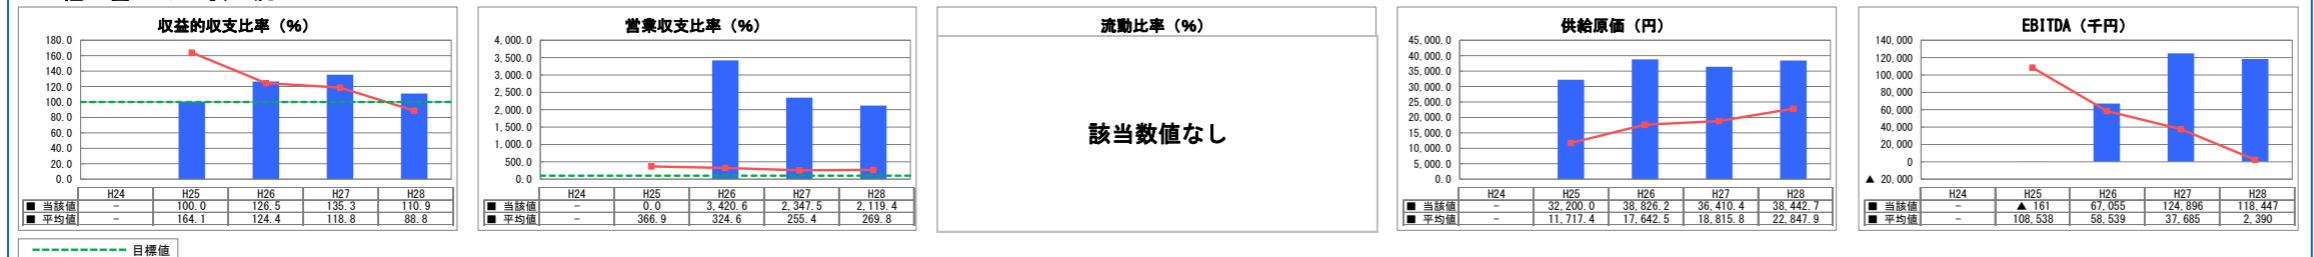 収益的収支比率（%）
180.0
160.0
140.0
120.0
100.0
80.0
60.0
40.0
20.0
0.0
H24 H25 H26 H27 H28
■ 当該値 － 100.0 126.5 135.3 110.9
■ 平均値 － 164.1 124.4 118.8 88.8
営業収支比率（%）
4,000.0
3,500.0
3,000.0
2,500.0
2,000.0
1,500.0
1,000.0
500.0
0.0
H24 H25 H26 H27 H28
■ 当該値 － 0.0 3,420.6 2,347.5 2,119.4
■ 平均値 － 366.9 324.6 255.4 269.8
流動比率（%）
該当数値なし
供給原価（円）
45,000.0
40,000.0
35,000.0
30,000.0
25,000.0
20,000.0
15,000.0
10,000.0
5,000.0
0.0
H24 H25 H26 H27 H28
■ 当該値 － 32,200.0 38,826.2 36,410.4 38,442.7
■ 平均値 － 11,717.4 17,642.5 18,815.8 22,847.9
EBITDA（千円）
140,000
120,000
100,000
80,000
60,000
40,000
20,000
0
▲ 20,000
H24 H25 H26 H27 H28
■ 当該値 － ▲ 161 67,055 124,896 118,447
■ 平均値 － 108,538 58,539 37,685 2,390
目標値